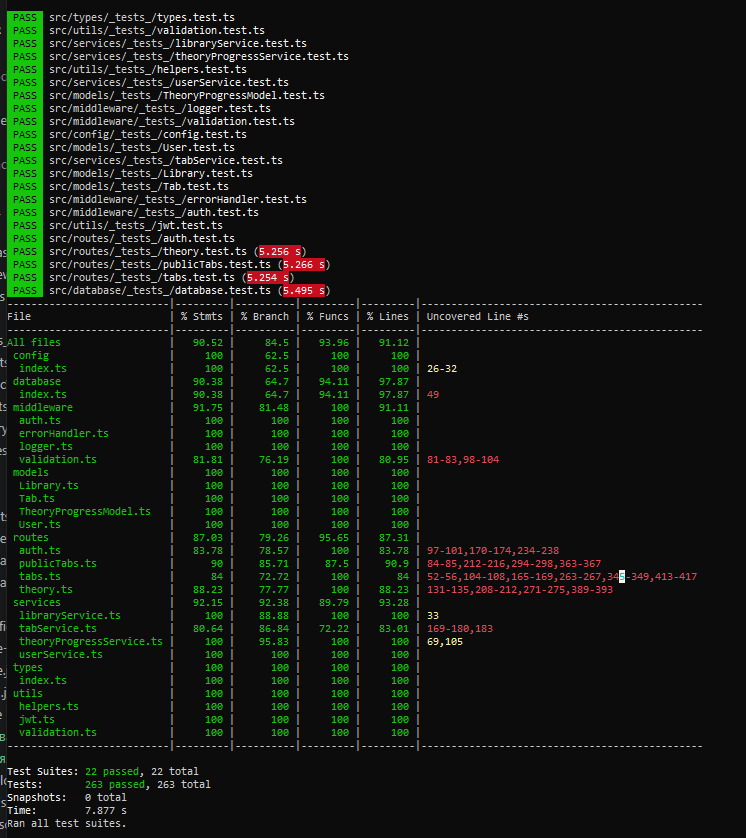 PASS src/types/_tests_/types.test.ts
PASS src/utils/_tests_/validation.test.ts
PASS src/services/_tests_/libraryService.test.ts
PASS src/services/_tests_/theoryProgressService.test.ts
PASS src/utils/_tests_/helpers.test.ts
PASS src/services/_tests_/userService.test.ts
PASS src/models/_tests_/TheoryProgressModel.test.ts
PASS src/middleware/_tests_/logger.test.ts
PASS src/middleware/_tests_/validation.test.ts
PASS src/config/_tests_/config.test.ts
PASS src/models/_tests_/User.test.ts
PASS src/services/_tests_/tabService.test.ts
PASS src/models/_tests_/Library.test.ts
PASS src/models/_tests_/Tab.test.ts
PASS src/middleware/_tests_/errorHandler.test.ts
PASS src/middleware/_tests_/auth.test.ts
PASS src/utils/_tests_/jwt.test.ts
PASS src/routes/_tests_/auth.test.ts
PASS src/routes/_tests_/theory.test.ts (5.256 s)
PASS src/routes/_tests_/publicTabs.test.ts (5.266 s)
PASS src/routes/_tests_/tabs.test.ts (5.254 s)
PASS src/database/_tests_/database.test.ts (5.495 s)
File | % Stmts | % Branch | % Funcs | % Lines | Uncovered Line #s
All files | 90.52 | 84.5 | 93.96 | 91.12 |
config | 100 | 62.5 | 100 | 100 |
index.ts | 100 | 62.5 | 100 | 100 | 26-32
database | 90.38 | 64.7 | 94.11 | 97.87 |
index.ts | 90.38 | 64.7 | 94.11 | 97.87 | 49
middleware | 91.75 | 81.48 | 100 | 91.11 |
auth.ts | 100 | 100 | 100 | 100 |
errorHandler.ts | 100 | 100 | 100 | 100 |
logger.ts | 100 | 100 | 100 | 100 |
validation.ts | 81.81 | 76.19 | 100 | 80.95 | 81-83,98-104
models | 100 | 100 | 100 | 100 |
Library.ts | 100 | 100 | 100 | 100 |
Tab.ts | 100 | 100 | 100 | 100 |
TheoryProgressModel.ts | 100 | 100 | 100 | 100 |
User.ts | 100 | 100 | 100 | 100 |
routes | 87.03 | 79.26 | 95.65 | 87.31 |
auth.ts | 83.78 | 78.57 | 100 | 83.78 | 97-101,170-174,234-238
publicTabs.ts | 90 | 85.71 | 87.5 | 90.9 | 84-85,212-216,294-298,363-367
tabs.ts | 84 | 72.72 | 100 | 84 | 52-56,104-108,165-169,263-267,345-349,413-417
theory.ts | 88.23 | 77.77 | 100 | 88.23 | 131-135,208-212,271-275,389-393
services | 92.15 | 92.38 | 89.79 | 93.28 |
libraryService.ts | 100 | 88.88 | 100 | 100 | 33
tabService.ts | 80.64 | 86.84 | 72.22 | 83.01 | 169-180,183
theoryProgressService.ts | 100 | 95.83 | 100 | 100 | 69,105
userService.ts | 100 | 100 | 100 | 100 |
types | 100 | 100 | 100 | 100 |
index.ts | 100 | 100 | 100 | 100 |
utils | 100 | 100 | 100 | 100 |
helpers.ts | 100 | 100 | 100 | 100 |
jwt.ts | 100 | 100 | 100 | 100 |
validation.ts | 100 | 100 | 100 | 100 |
Test Suites: 22 passed, 22 total
Tests: 263 passed, 263 total
Snapshots: 0 total
Time: 7.877 s
Ran all test suites.